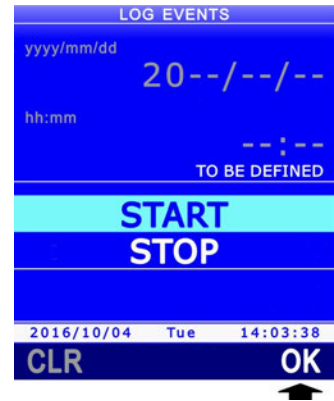 LOG EVENTS
yyyy/mm/dd
20--/--/--
hh:mm
--:--
TO BE DEFINED
START
STOP
2016/10/04 Tue 14:03:38
CLR OK